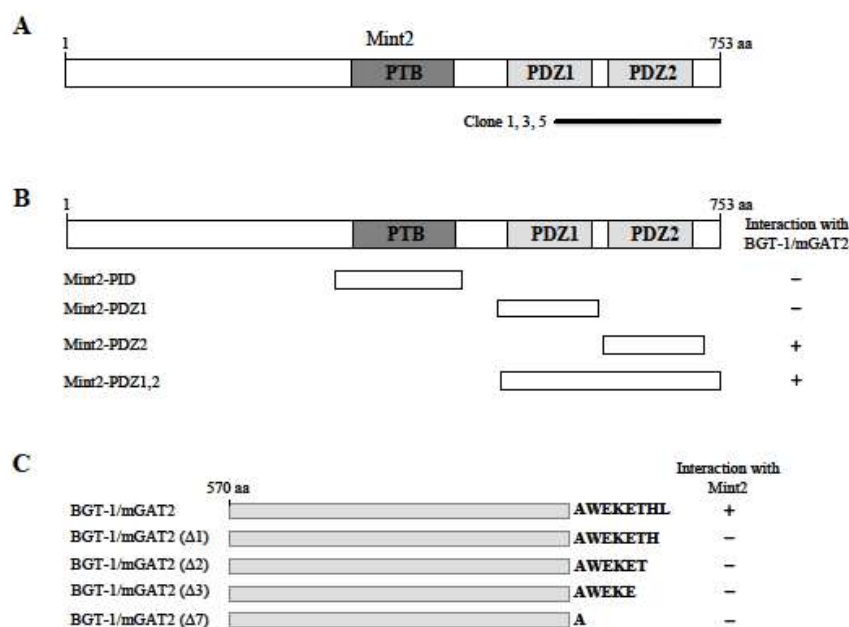 A
Mint2
1
753 aa
PTB PDZ1 PDZ2
Clone 1, 3, 5
B
1
753 aa
Interaction with
BGT-1/mGAT2
PTB PDZ1 PDZ2
Mint2-PID −
Mint2-PDZ1 −
Mint2-PDZ2 +
Mint2-PDZ1,2 +
C
Interaction with
Mint2
570 aa
BGT-1/mGAT2 AWEKETHL +
BGT-1/mGAT2 (Δ1) AWEKETH −
BGT-1/mGAT2 (Δ2) AWEKET −
BGT-1/mGAT2 (Δ3) AWEKE −
BGT-1/mGAT2 (Δ7) A −